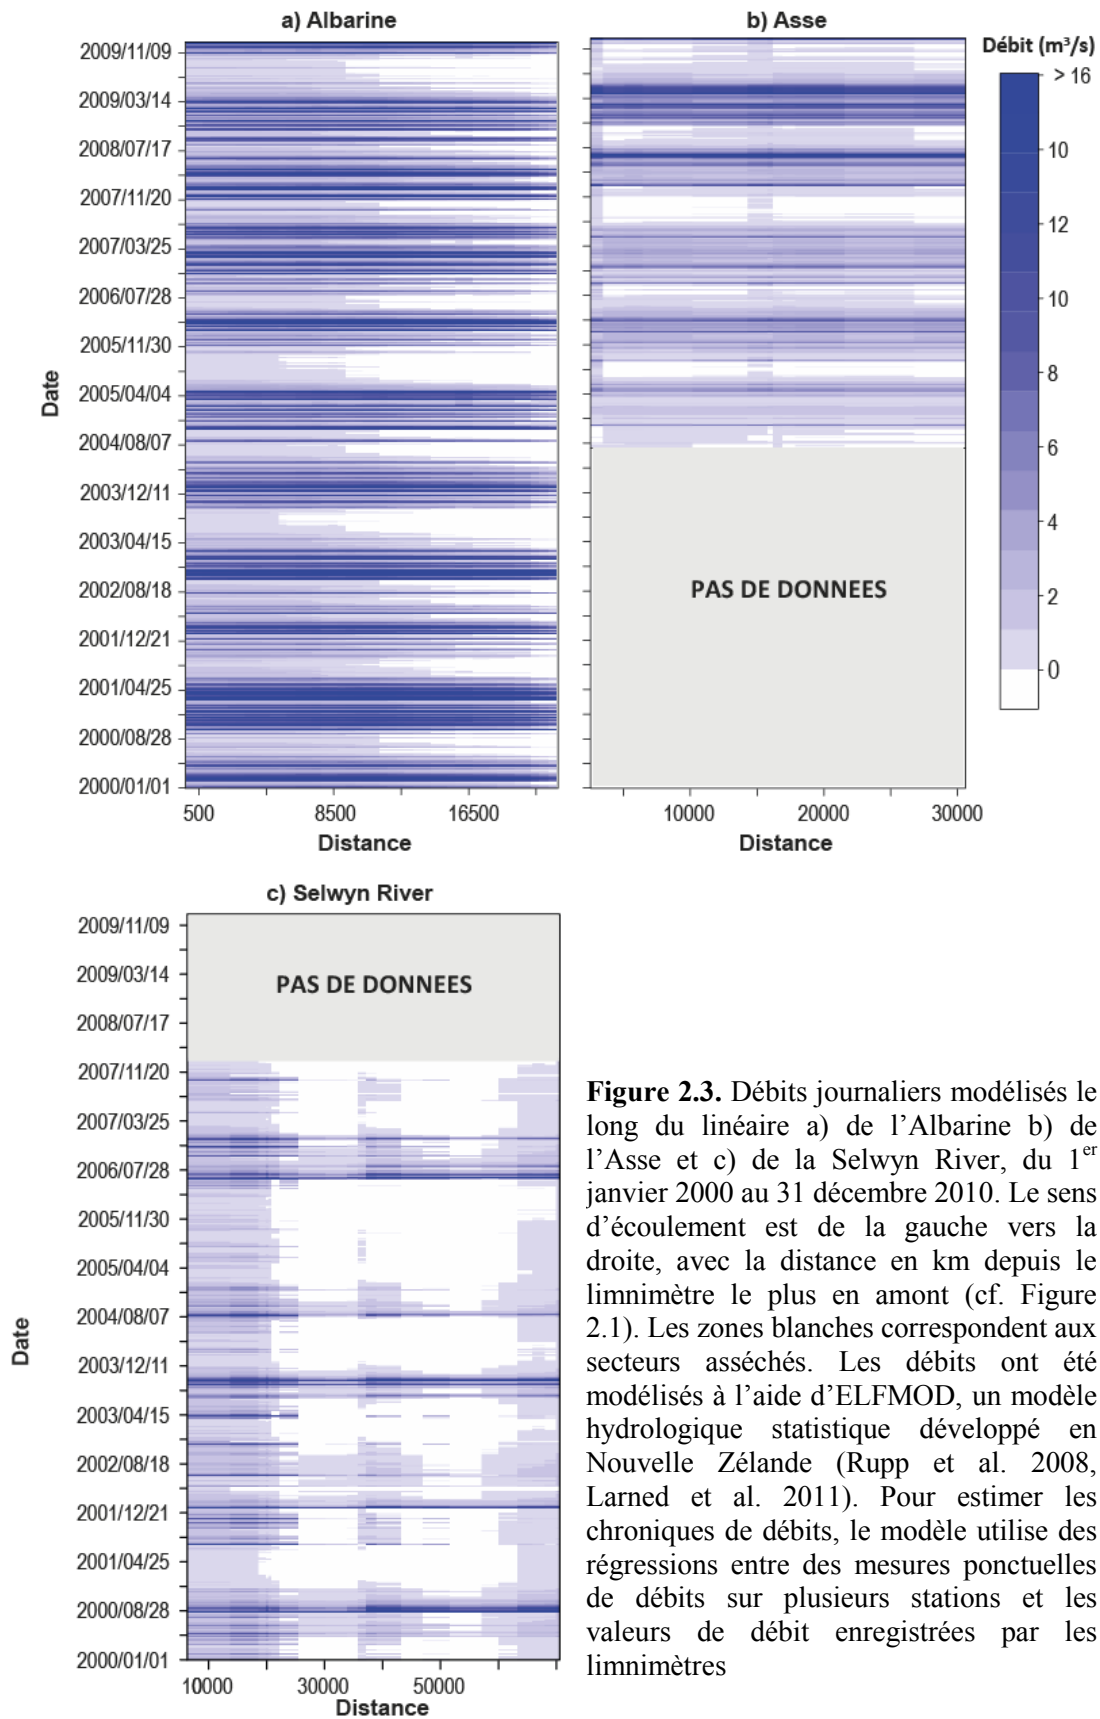 a) Albarine
b) Asse
Débit (m³/s)
> 16
10
12
10
8
6
4
2
0
Date
2009/11/09
2009/03/14
2008/07/17
2007/11/20
2007/03/25
2006/07/28
2005/11/30
2005/04/04
2004/08/07
2003/12/11
2003/04/15
2002/08/18
2001/12/21
2001/04/25
2000/08/28
2000/01/01
500
8500
16500
Distance
PAS DE DONNEES
10000
20000
30000
Distance
c) Selwyn River
PAS DE DONNEES
Date
2009/11/09
2009/03/14
2008/07/17
2007/11/20
2007/03/25
2006/07/28
2005/11/30
2005/04/04
2004/08/07
2003/12/11
2003/04/15
2002/08/18
2001/12/21
2001/04/25
2000/08/28
2000/01/01
10000
30000
50000
Distance
Figure 2.3. Débits journaliers modélisés le
long du linéaire a) de l’Albarine b) de
l’Asse et c) de la Selwyn River, du 1er
janvier 2000 au 31 décembre 2010. Le sens
d’écoulement est de la gauche vers la
droite, avec la distance en km depuis le
limnimètre le plus en amont (cf. Figure
2.1). Les zones blanches correspondent aux
secteurs asséchés. Les débits ont été
modélisés à l’aide d’ELFMOD, un modèle
hydrologique statistique développé en
Nouvelle Zélande (Rupp et al. 2008,
Larned et al. 2011). Pour estimer les
chroniques de débits, le modèle utilise des
régressions entre des mesures ponctuelles
de débits sur plusieurs stations et les
valeurs de débit enregistrées par les
limnimètres